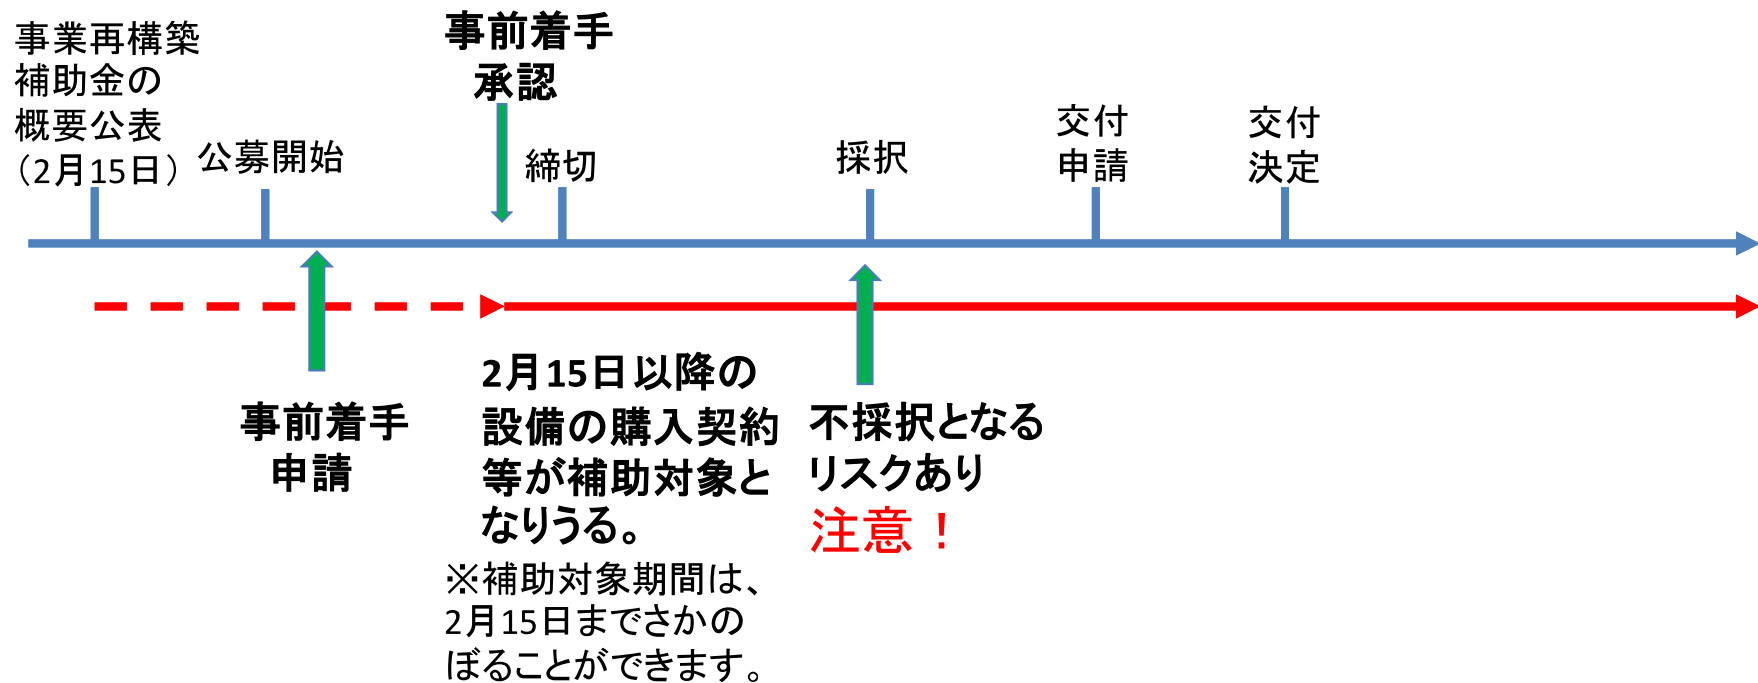 事業再構築
補助金の
概要公表
（2月15日）
公募開始
事前着手
承認
締切
採択
交付
申請
交付
決定
事前着手
申請
2月15日以降の
設備の購入契約
等が補助対象と
なりうる。
※補助対象期間は、
2月15日までさかの
ぼることができます。
不採択となる
リスクあり
注意！